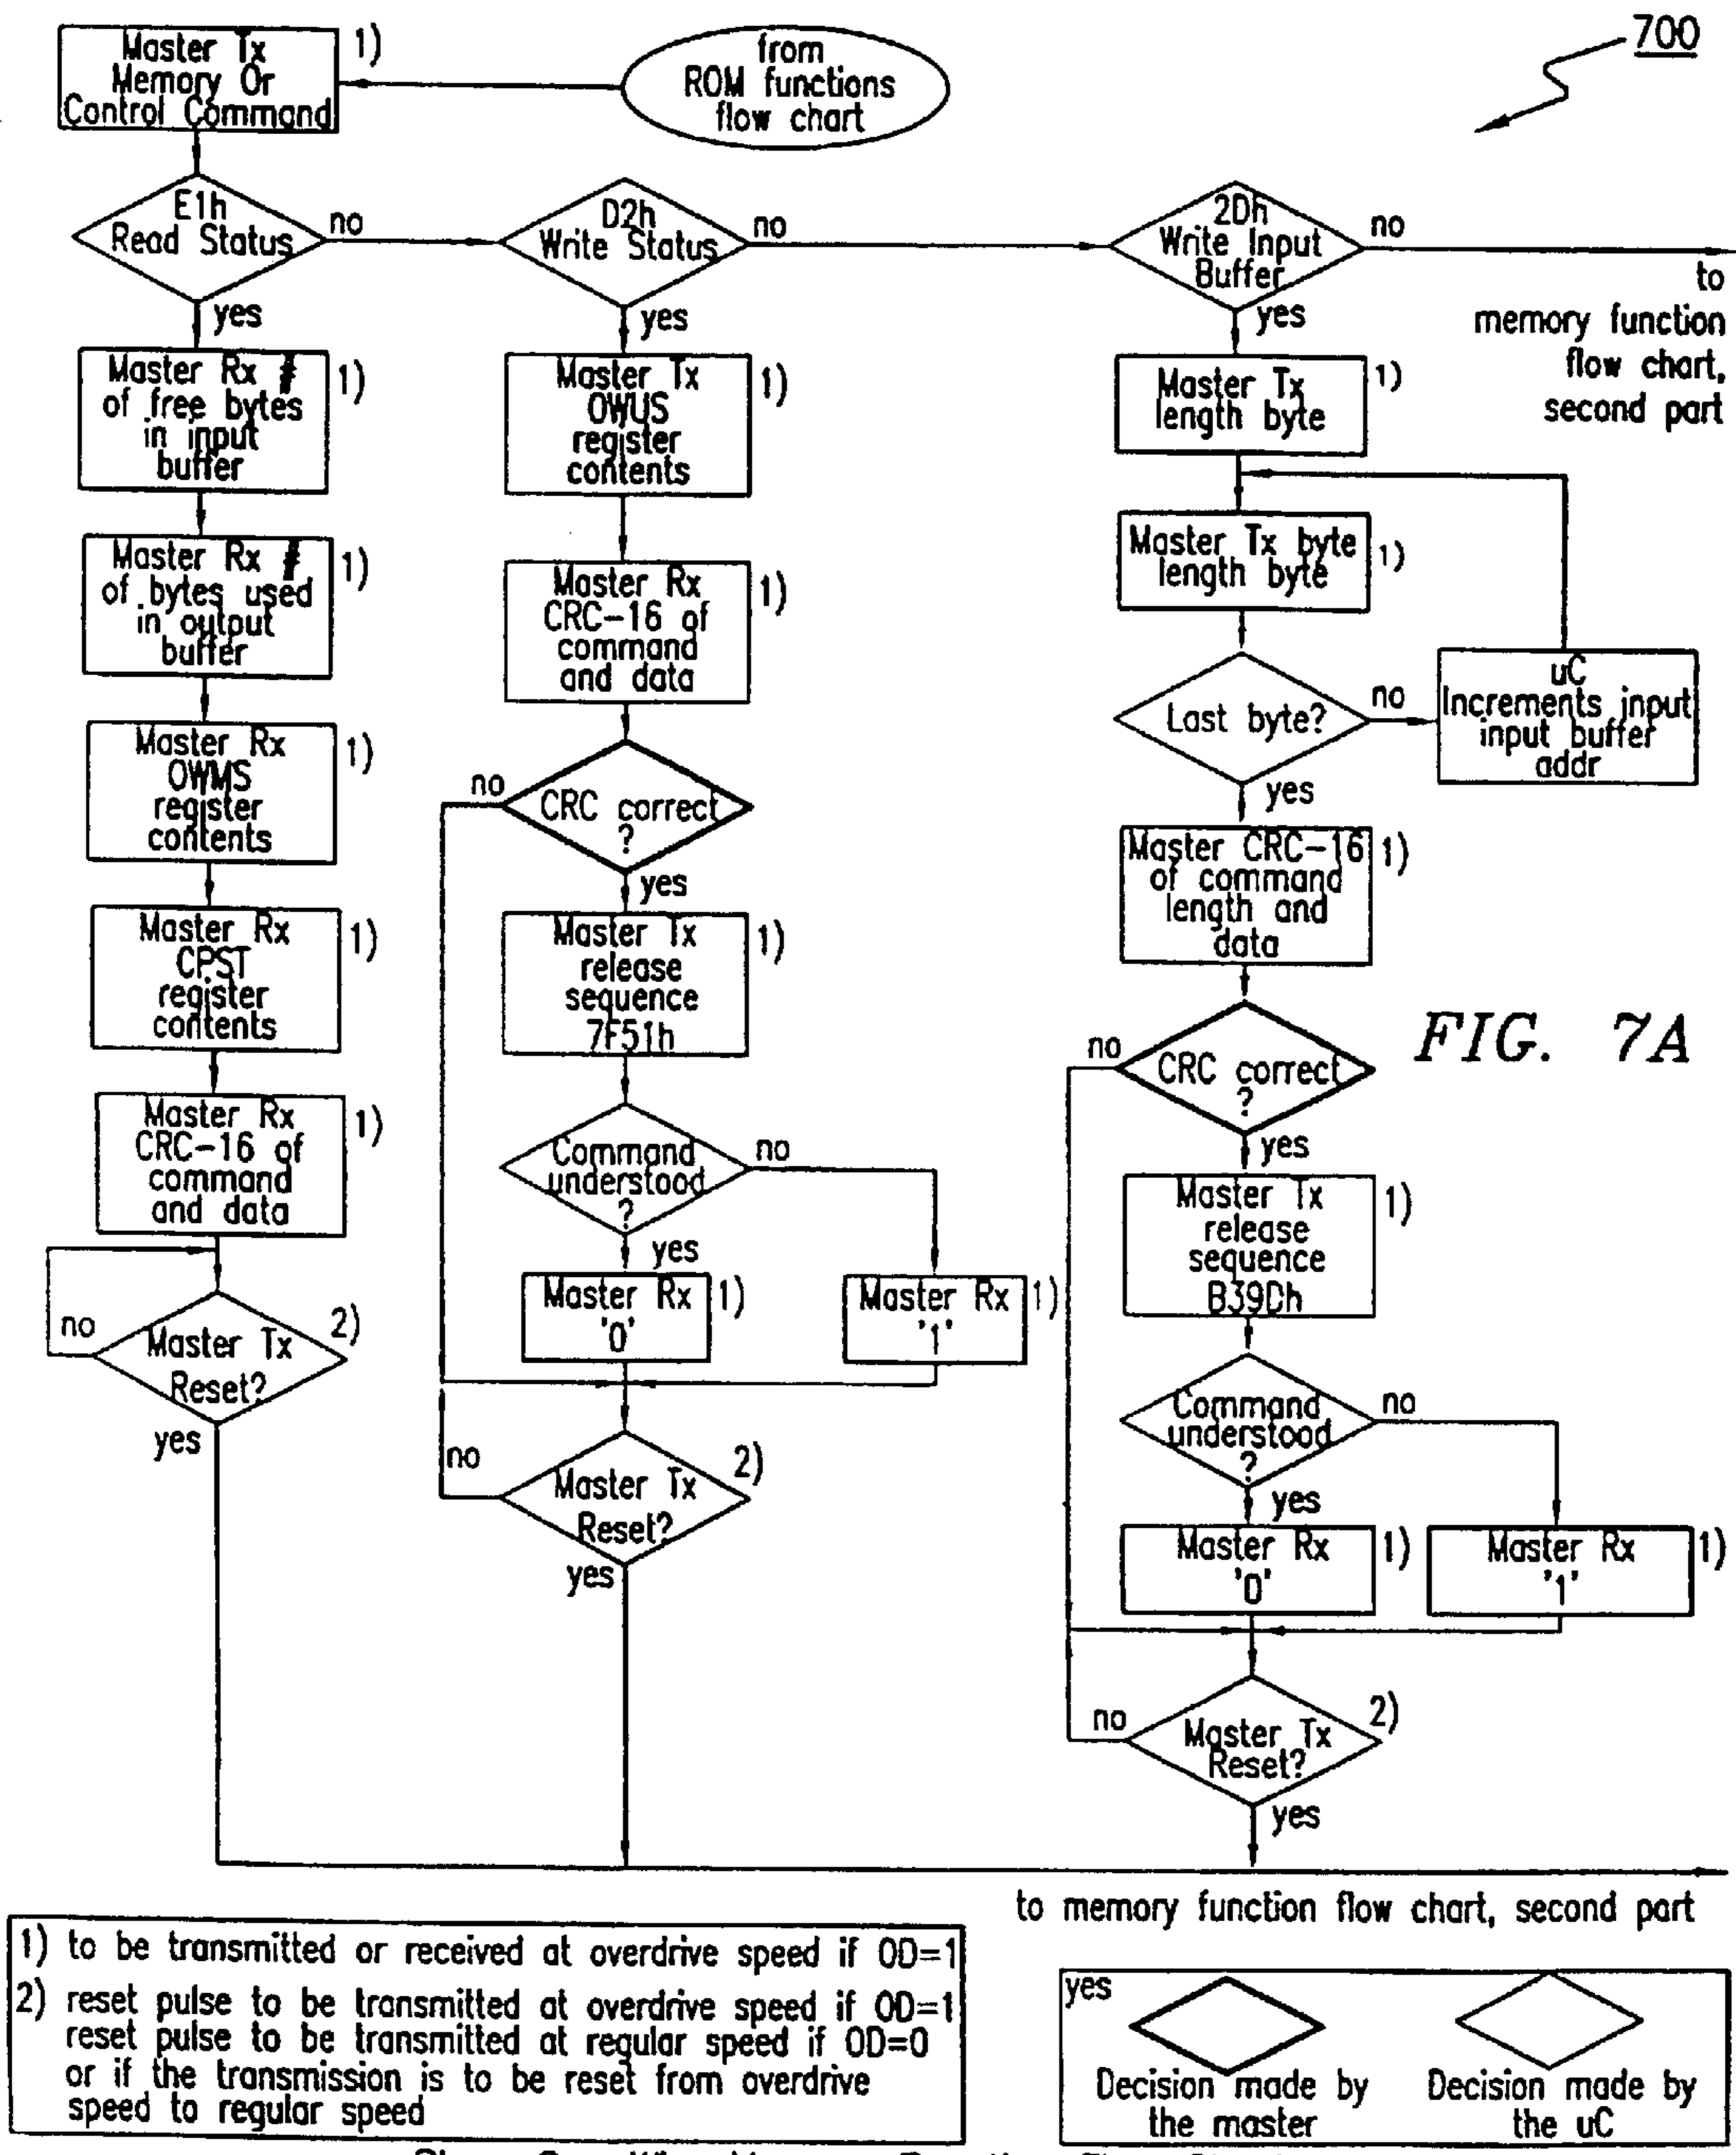 700
Master Tx
Memory Or
Control Command
1)
from
ROM functions
flow chart
E1h
Read Status
no
yes
D2h
Write Status
no
yes
2Dh
Write Input
Buffer
no
yes
to
memory function
flow chart,
second part
Master Rx #
of free bytes
in input
buffer
1)
Master Rx #
of bytes used
in output
buffer
1)
Master Rx
OWMS
register
contents
1)
Master Rx
CPST
register
contents
1)
Master Rx
CRC-16 of
command
and data
1)
no
Master Tx
Reset?
2)
yes
Master Tx
OWUS
register
contents
1)
Master Rx
CRC-16 of
command
and data
1)
no
CRC correct
?
yes
Master Tx
release
sequence
7F51h
1)
Command
understood
?
no
yes
Master Rx
'0'
1)
Master Rx
'1'
1)
no
Master Tx
Reset?
2)
yes
Master Tx
length byte
1)
Master Tx byte
length byte
1)
Last byte?
no
uC
Increments input
input buffer
addr
yes
Master CRC-16
of command
length and
data
1)
FIG. 7A
no
CRC correct
?
yes
Master Tx
release
sequence
B39Dh
1)
Command
understood
?
no
yes
Master Rx
'0'
1)
Master Rx
'1'
1)
no
Master Tx
Reset?
2)
yes
to memory function flow chart, second part
1) to be transmitted or received at overdrive speed if OD=1
2) reset pulse to be transmitted at overdrive speed if OD=1
reset pulse to be transmitted at regular speed if OD=0
or if the transmission is to be reset from overdrive
speed to regular speed
yes
Decision made by
the master
Decision made by
the uC